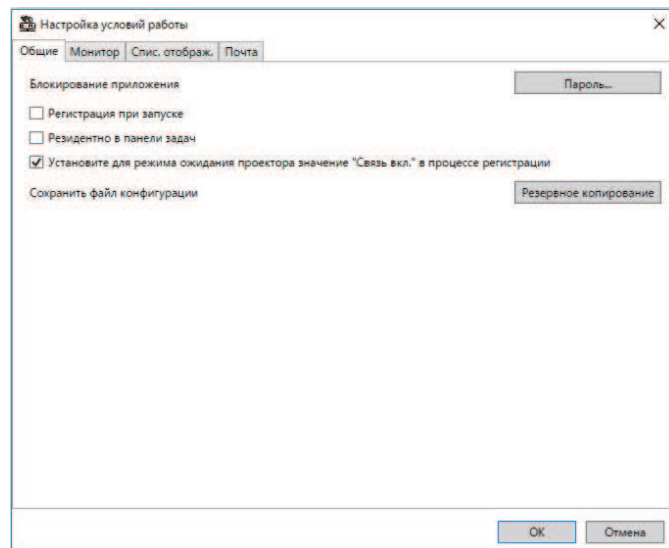 Настройка условий работы
Общие Монитор Спис. отображ. Почта
Блокирование приложения Пароль...
Регистрация при запуске
Резидентно в панели задач
Установите для режима ожидания проектора значение "Связь вкл." в процессе регистрации
Сохранить файл конфигурации Резервное копирование
OK Отмена